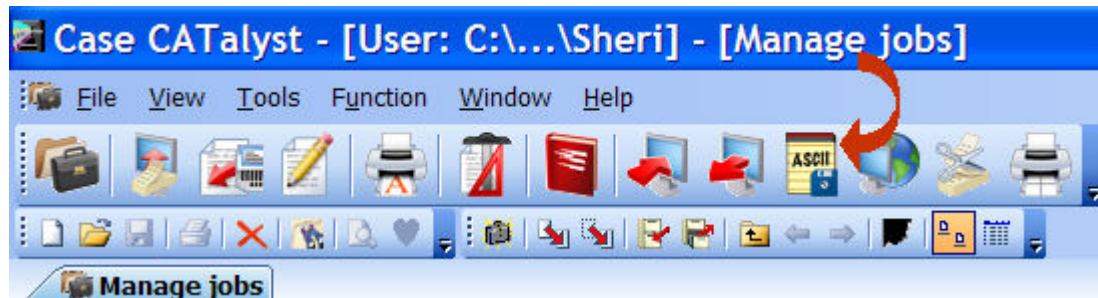 Case CATalyst - [User: C:\...\Sheri] - [Manage jobs]
File View Tools Function Window Help
A ASCII
Manage jobs